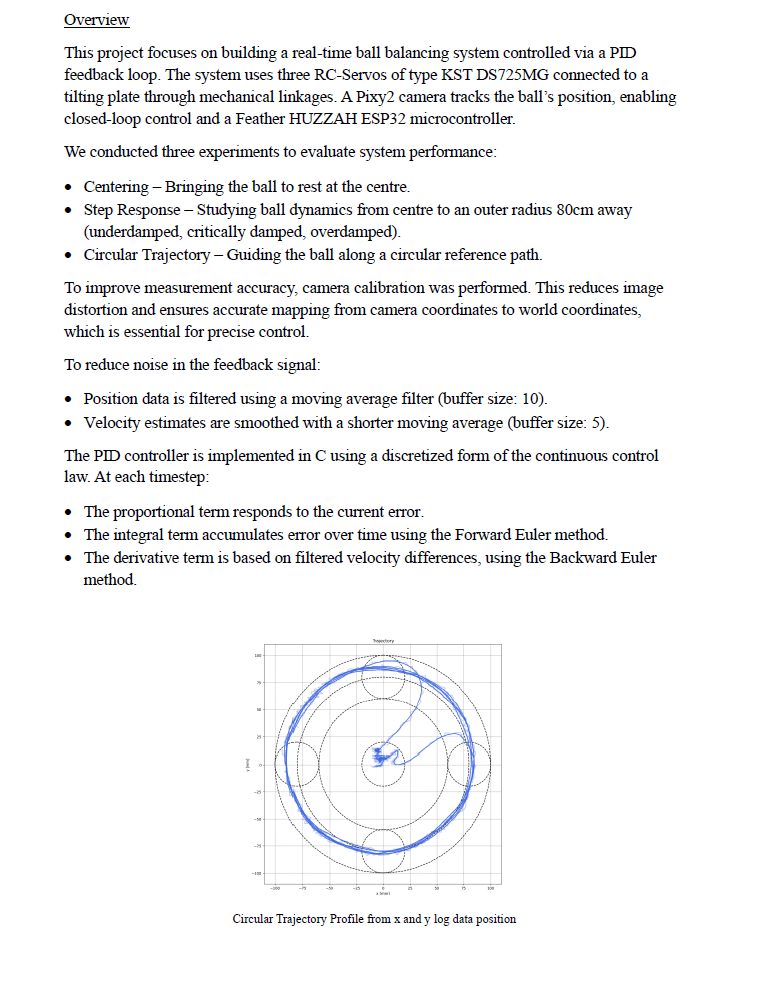 Overview
This project focuses on building a real-time ball balancing system controlled via a PID
feedback loop. The system uses three RC-Servos of type KST DS725MG connected to a
tilting plate through mechanical linkages. A Pixy2 camera tracks the ball’s position, enabling
closed-loop control and a Feather HUZZAH ESP32 microcontroller.
We conducted three experiments to evaluate system performance:
• Centering – Bringing the ball to rest at the centre.
• Step Response – Studying ball dynamics from centre to an outer radius 80cm away
(underdamped, critically damped, overdamped).
• Circular Trajectory – Guiding the ball along a circular reference path.
To improve measurement accuracy, camera calibration was performed. This reduces image
distortion and ensures accurate mapping from camera coordinates to world coordinates,
which is essential for precise control.
To reduce noise in the feedback signal:
• Position data is filtered using a moving average filter (buffer size: 10).
• Velocity estimates are smoothed with a shorter moving average (buffer size: 5).
The PID controller is implemented in C using a discretized form of the continuous control
law. At each timestep:
• The proportional term responds to the current error.
• The integral term accumulates error over time using the Forward Euler method.
• The derivative term is based on filtered velocity differences, using the Backward Euler
method.
Trajectory
100
75
50
25
0
−25
−50
−75
−100
y [mm]
−100 −75 −50 −25 0 25 50 75 100
x [mm]
Circular Trajectory Profile from x and y log data position